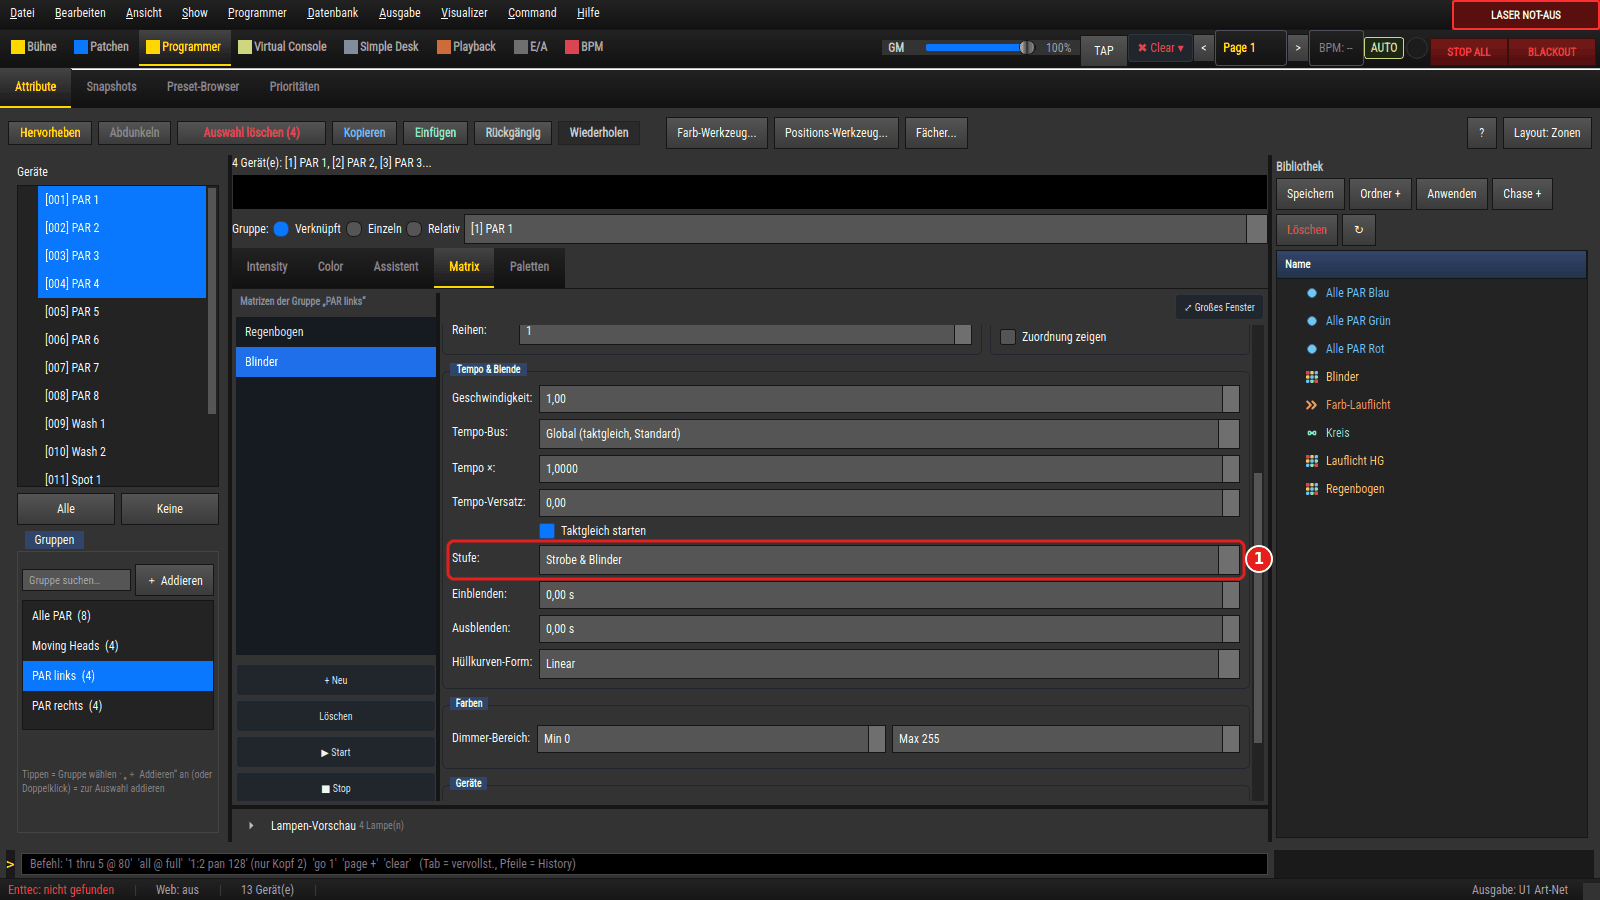 Datei Bearbeiten Ansicht Show Programmer Datenbank Ausgabe Visualizer Command Hilfe LASER NOT-AUS
Bühne Patchen Programmer Virtual Console Simple Desk Playback E/A BPM GM 100% TAP ✖ Clear ▾ < Page 1 > BPM: -- AUTO STOP ALL BLACKOUT
Attribute Snapshots Preset-Browser Prioritäten
Hervorheben Abdunkeln Auswahl löschen (4) Kopieren Einfügen Rückgängig Wiederholen Farb-Werkzeug... Positions-Werkzeug... Fächer... ? Layout: Zonen
Geräte
[001] PAR 1
[002] PAR 2
[003] PAR 3
[004] PAR 4
[005] PAR 5
[006] PAR 6
[007] PAR 7
[008] PAR 8
[009] Wash 1
[010] Wash 2
[011] Spot 1
Alle Keine
Gruppen
Gruppe suchen... + Addieren
Alle PAR (8)
Moving Heads (4)
PAR links (4)
PAR rechts (4)
Tippen = Gruppe wählen · „ + Addieren“ an (oder
Doppelklick) = zur Auswahl addieren
4 Gerät(e): [1] PAR 1, [2] PAR 2, [3] PAR 3...
Gruppe: Verknüpft Einzeln Relativ [1] PAR 1
Intensity Color Assistent Matrix Paletten
Matrizen der Gruppe „PAR links“
Regenbogen
Blinder
+ Neu
Löschen
▶ Start
■ Stop
⤢ Großes Fenster
Reihen: 1
Zuordnung zeigen
Tempo & Blende
Geschwindigkeit: 1,00
Tempo-Bus: Global (taktgleich, Standard)
Tempo ×: 1,0000
Tempo-Versatz: 0,00
Taktgleich starten
Stufe: Strobe & Blinder
1
Einblenden: 0,00 s
Ausblenden: 0,00 s
Hüllkurven-Form: Linear
Farben
Dimmer-Bereich: Min 0 Max 255
Geräte
Lampen-Vorschau 4 Lampe(n)
Bibliothek
Speichern Ordner + Anwenden Chase +
Löschen ↻
Name
Alle PAR Blau
Alle PAR Grün
Alle PAR Rot
Blinder
Farb-Lauflicht
Kreis
Lauflicht HG
Regenbogen
> Befehl: '1 thru 5 @ 80' 'all @ full' '1:2 pan 128' (nur Kopf 2) 'go 1' 'page +' 'clear' (Tab = vervollst., Pfeile = History)
Enttec: nicht gefunden Web: aus 13 Gerät(e) Ausgabe: U1 Art-Net